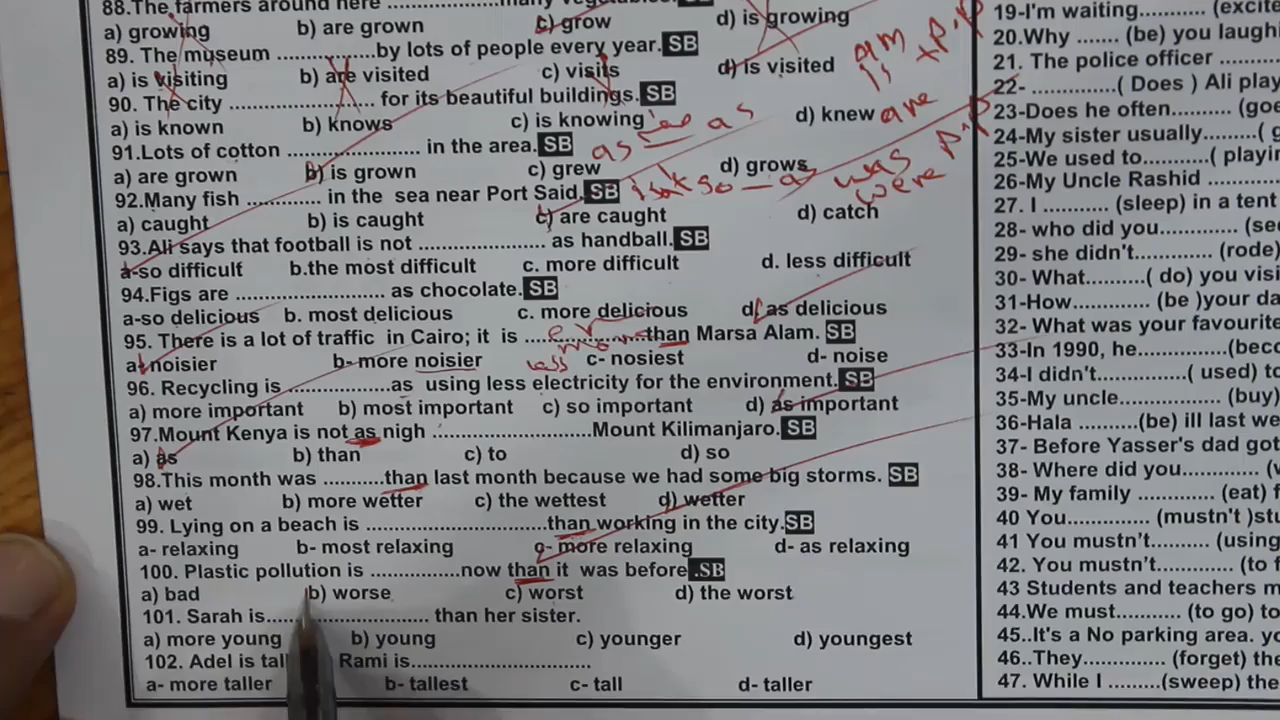 88.The farmers around here .................many vegetables. SB
a) growing b) are grown c) grow d) is growing
89. The museum ...............by lots of people every year. SB
a) is visiting b) are visited c) visits d) is visited
90. The city ...................... for its beautiful buildings. SB
a) is known b) knows c) is knowing d) knew
91.Lots of cotton .................... in the area. SB
a) are grown b) is grown c) grew d) grows
92.Many fish ............ in the sea near Port Said. SB
a) caught b) is caught c) are caught d) catch
93.Ali says that football is not ................... as handball. SB
a-so difficult b.the most difficult c. more difficult d. less difficult
94.Figs are ...................... as chocolate. SB
a-so delicious b. most delicious c. more delicious d. as delicious
95. There is a lot of traffic in Cairo; it is ..................than Marsa Alam. SB
a- noisier b- more noisier c- nosiest d- noise
96. Recycling is ...............as using less electricity for the environment. SB
a) more important b) most important c) so important d) as important
97.Mount Kenya is not as nigh ........................Mount Kilimanjaro. SB
a) as b) than c) to d) so
98.This month was ..........than last month because we had some big storms. SB
a) wet b) more wetter c) the wettest d) wetter
99. Lying on a beach is ...........................than working in the city. SB
a- relaxing b- most relaxing c- more relaxing d- as relaxing
100. Plastic pollution is ..............now than it was before .SB
a) bad b) worse c) worst d) the worst
101. Sarah is......................... than her sister.
a) more young b) young c) younger d) youngest
102. Adel is tal Rami is...........................
a- more taller b- tallest c- tall d- taller
am
is +p.p
are
as as as
isn't so — as
was
were p.p
er
more
less
19-I'm waiting........... (excite
20.Why ....... (be) you laughi
21. The police officer ..........
22- ..............( Does ) Ali play
23-Does he often.........(goe
24-My sister usually........( g
25-We used to..........( playin
26-My Uncle Rashid ..........
27. I .......... (sleep) in a tent
28- who did you............ (see
29- she didn't............ (rode)
30- What..........( do) you visi
31-How............ (be )your da
32- What was your favourite
33-In 1990, he............(beco
34-I didn't...............( used) to
35-My uncle............ (buy)
36-Hala ..........(be) ill last we
37- Before Yasser's dad got
38- Where did you.......... (v
39- My family ............ (eat) f
40 You.............. (mustn't )stu
41 You mustn't........... (using
42. You mustn't............ (to f
43 Students and teachers m
44.We must........... (to go) to
45..It's a No parking area. yo
46..They.............. (forget) the
47. While I .........(sweep) the